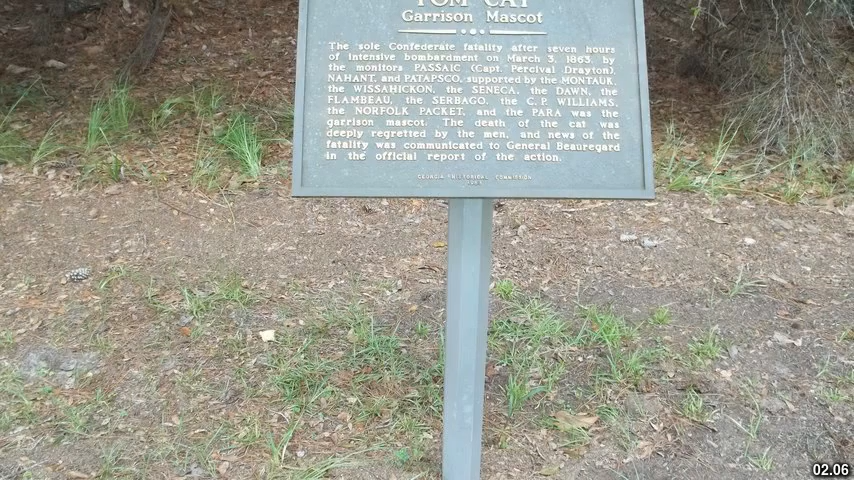 TOM CAT
Garrison Mascot
The sole Confederate fatality after seven hours
of intensive bombardment on March 3, 1863, by
the monitors PASSAIC (Capt. Percival Drayton),
NAHANT, and PATAPSCO, supported by the MONTAUK,
the WISSAHICKON, the SENECA, the DAWN, the
FLAMBEAU, the SERBAGO, the C.P. WILLIAMS,
the NORFOLK PACKET, and the PARA was the
garrison mascot. The death of the cat was
deeply regretted by the men, and news of the
fatality was communicated to General Beauregard
in the official report of the action.
GEORGIA HISTORICAL COMMISSION
02.06